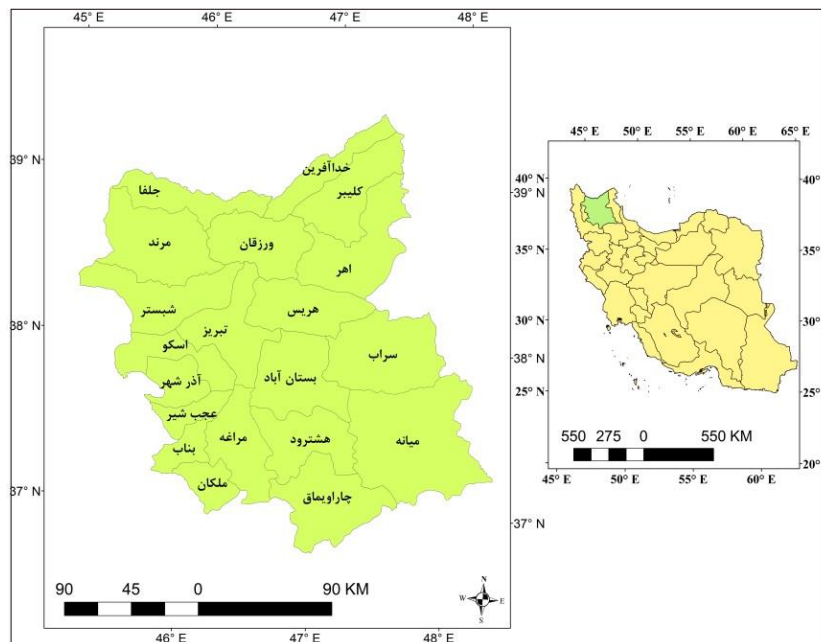 45° E 46° E 47° E 48° E
39° N
38° N
37° N
خداآفرین
کلیبر
جلفا
مرند
ورزقان
اهر
شبستر
هریس
تبریز
اسکو
سراب
آذر شهر
بستان آباد
عجب شیر
مراغه
هشترود
میانه
بناب
ملکان
چاراویماق
90 45 0 90 KM
N
W E
S
46° E 47° E 48° E
39° N
38° N
37° N
45° E 50° E 55° E 60° E 65° E
40° N
35° N
30° N
25° N
40°
35°
30°
25°
20°
550 275 0 550 KM
45° E 50° E 55° E 60° E